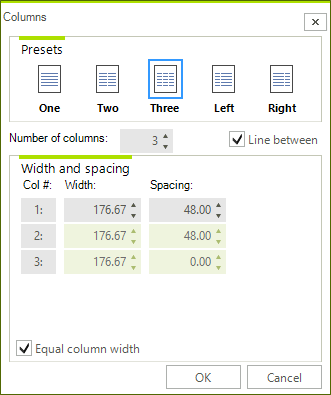 Columns
Presets
One Two Three Left Right
Number of columns: 3 Line between
Width and spacing
Col #: Width: Spacing:
1: 176.67 48.00
2: 176.67 48.00
3: 176.67 0.00
Equal column width
OK Cancel